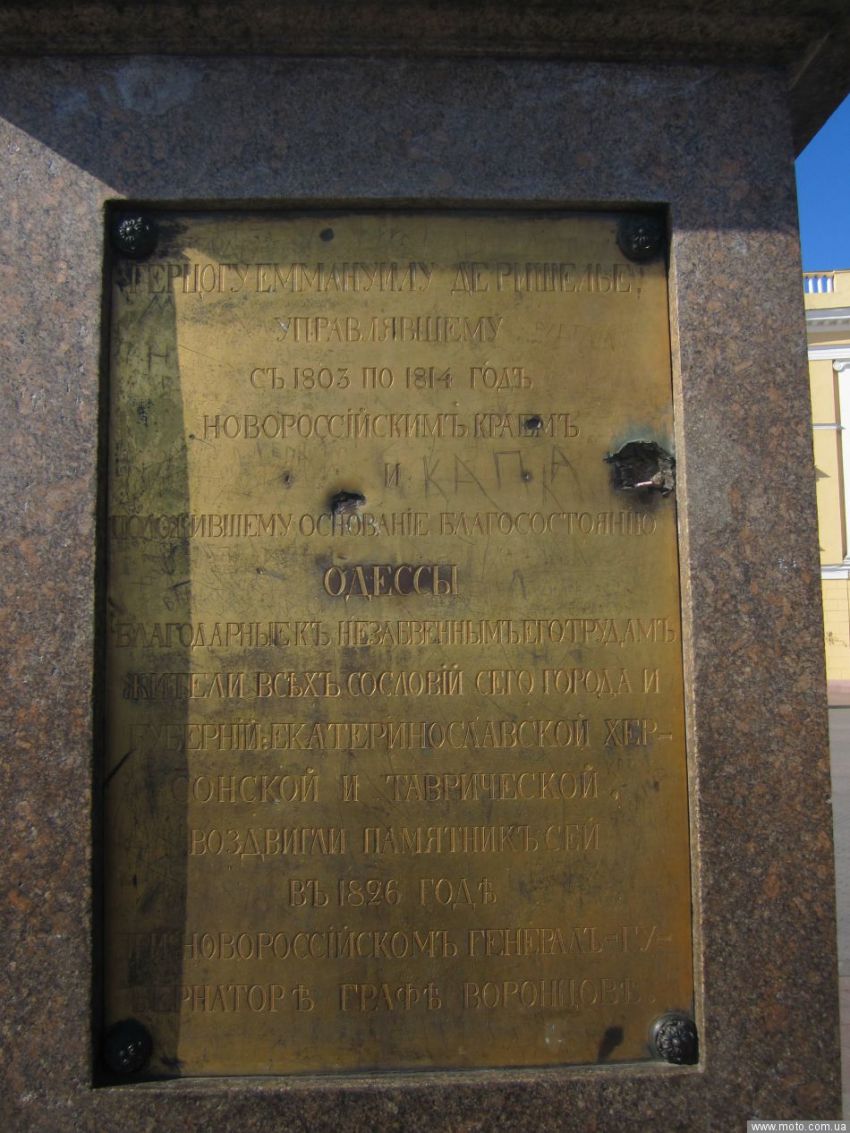 ГЕРЦОГУ ЕММАНУИЛУ ДЕ РИШЕЛЬЕ,
УПРАВЛЯВШЕМУ
СЪ 1803 ПО 1814 ГОДЪ
НОВОРОССІЙСКИМЪ КРАЕМЪ
И
КАПА
ПОЛОЖИВШЕМУ ОСНОВАНІЕ БЛАГОСОСТОЯНІЮ
ОДЕССЫ
БЛАГОДАРНЫЕ КЪ НЕЗАБВЕННЫМЪ ЕГО ТРУДАМЪ
ЖИТЕЛИ ВСѢХЪ СОСЛОВІЙ СЕГО ГОРОДА И
ГУБЕРНІЙ: ЕКАТЕРИНОСЛАВСКОЙ ХЕР-
СОНСКОЙ И ТАВРИЧЕСКОЙ,
ВОЗДВИГЛИ ПАМЯТНИКЪ СЕЙ
ВЪ 1826 ГОДѢ
ПРИ НОВОРОССІЙСКОМЪ ГЕНЕРАЛЪ-ГУ-
БЕРНАТОРѢ ГРАФѢ ВОРОНЦОВѢ.
www.moto.com.ua